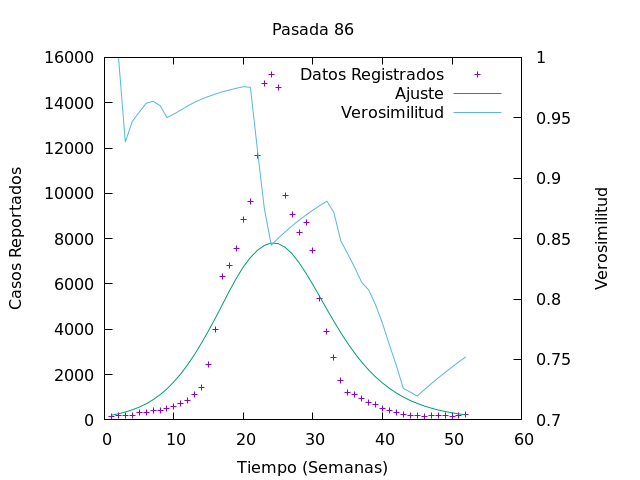 Pasada 86
16000
14000
12000
10000
8000
6000
4000
2000
0
1
0.95
0.9
0.85
0.8
0.75
0.7
Datos Registrados
Ajuste
Verosimilitud
Casos Reportados
Verosimilitud
0 10 20 30 40 50 60
Tiempo (Semanas)